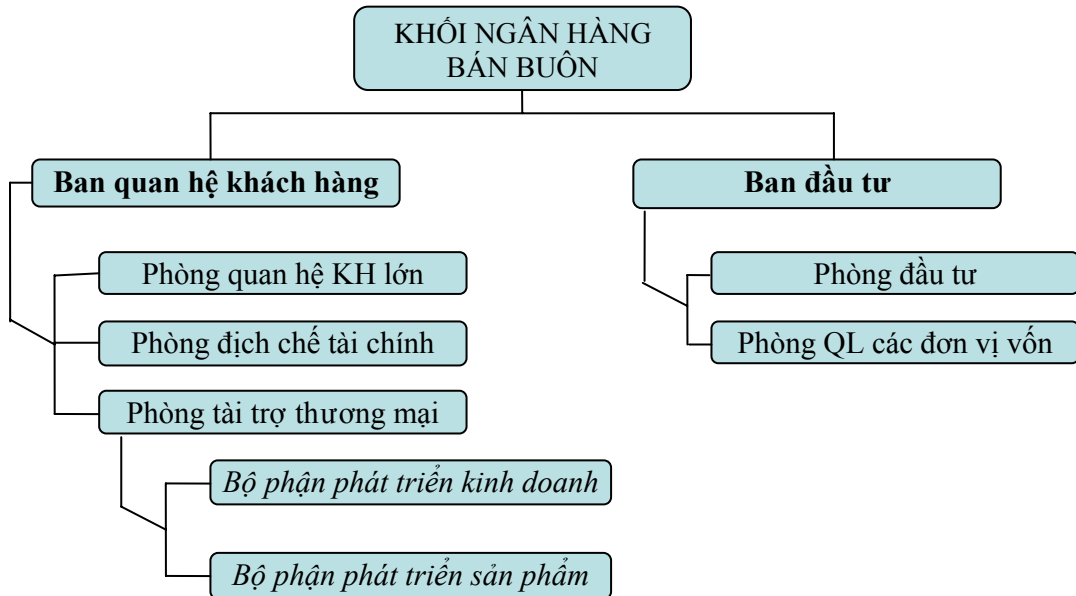 KHỐI NGÂN HÀNG
BÁN BUÔN
Ban quan hệ khách hàng
Phòng quan hệ KH lớn
Phòng địch chế tài chính
Phòng tài trợ thương mại
Bộ phận phát triển kinh doanh
Bộ phận phát triển sản phẩm
Ban đầu tư
Phòng đầu tư
Phòng QL các đơn vị vốn